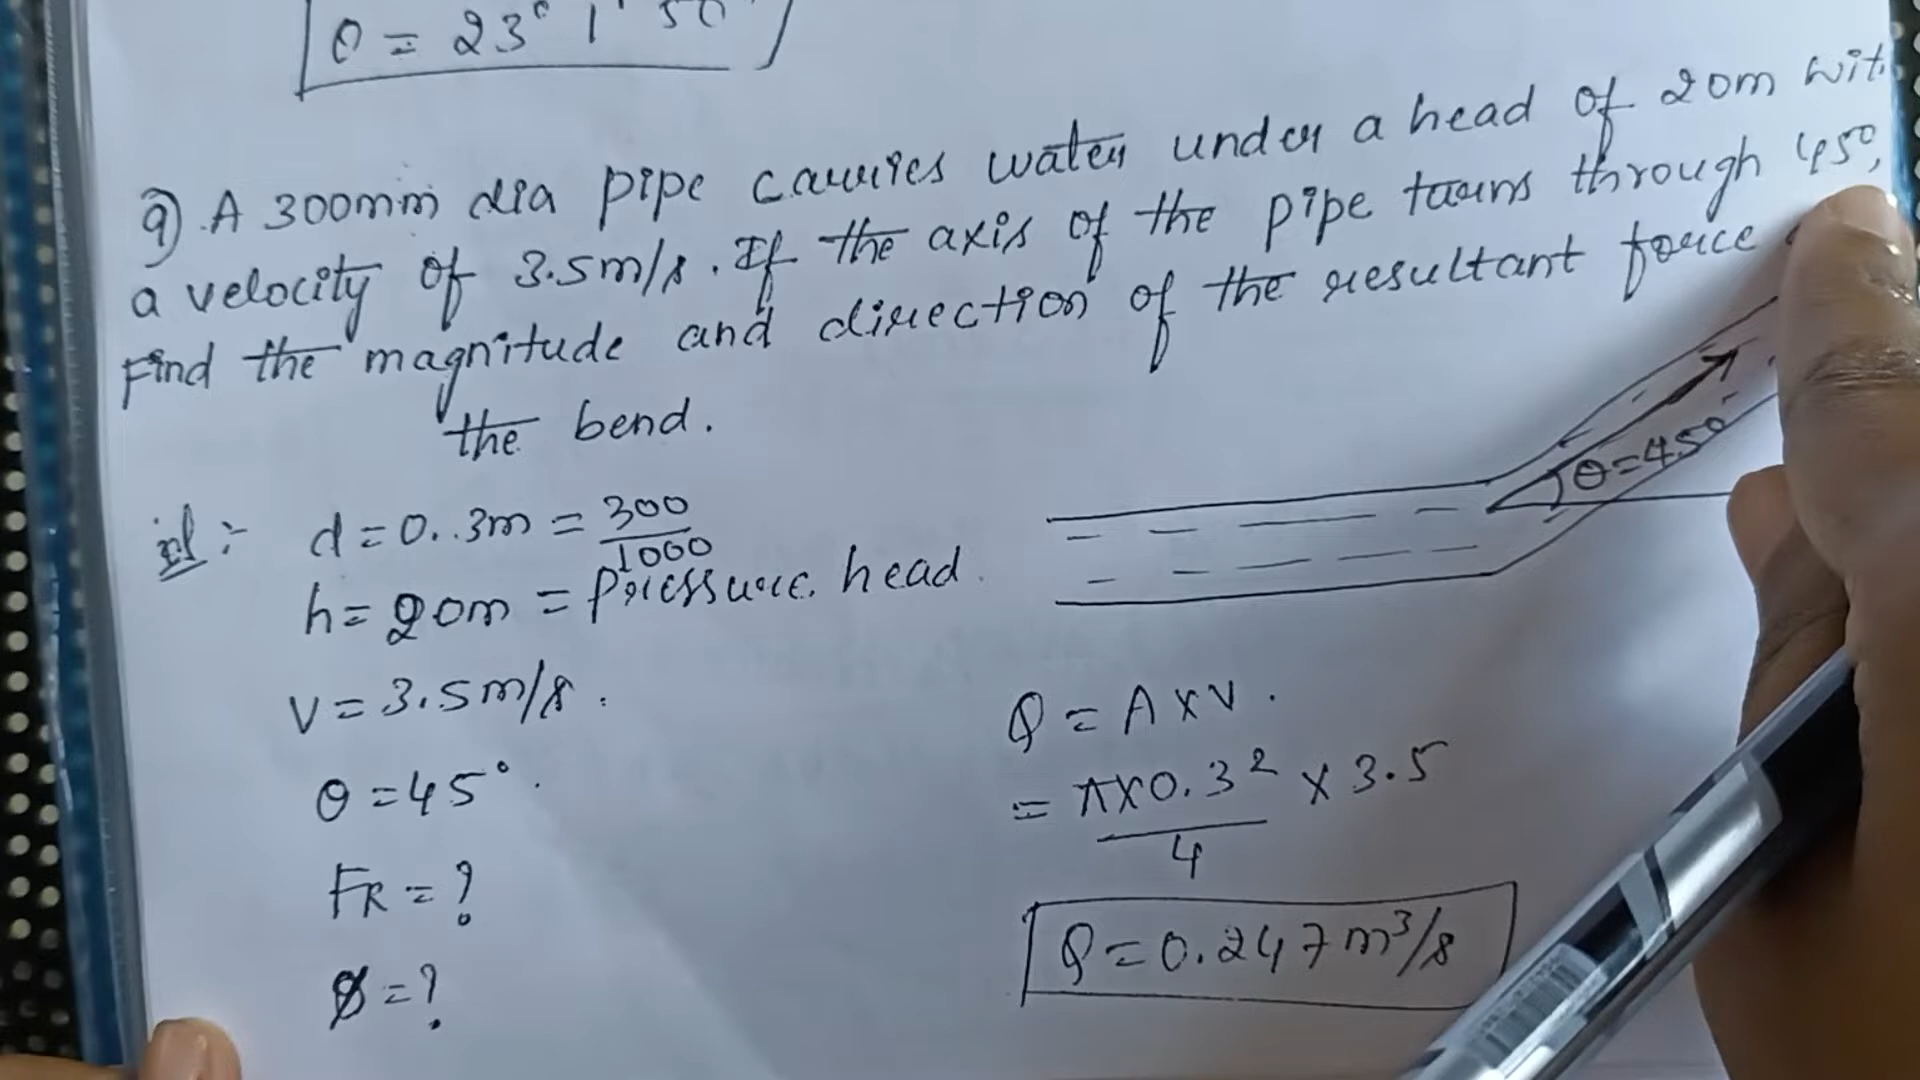 θ = 23° 1' 50"
9) A 300mm dia pipe carries water under a head of 20m wit
a velocity of 3.5m/s. If the axis of the pipe turns through 45°,
Find the magnitude and direction of the resultant force
the bend.
θ=45°
d = 0.3m = 300/1000
h = 20m = Pressure head.
V = 3.5m/s.
θ = 45°.
FR = ?
Ø = ?
Q = A x V.
= π x 0.3² / 4 x 3.5
Q = 0.247 m³/s